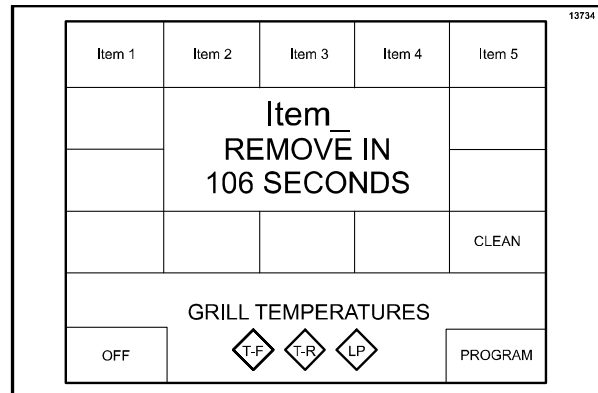 13734
Item 1 Item 2 Item 3 Item 4 Item 5
Item_
REMOVE IN
106 SECONDS
CLEAN
GRILL TEMPERATURES
OFF T-F T-R LP PROGRAM